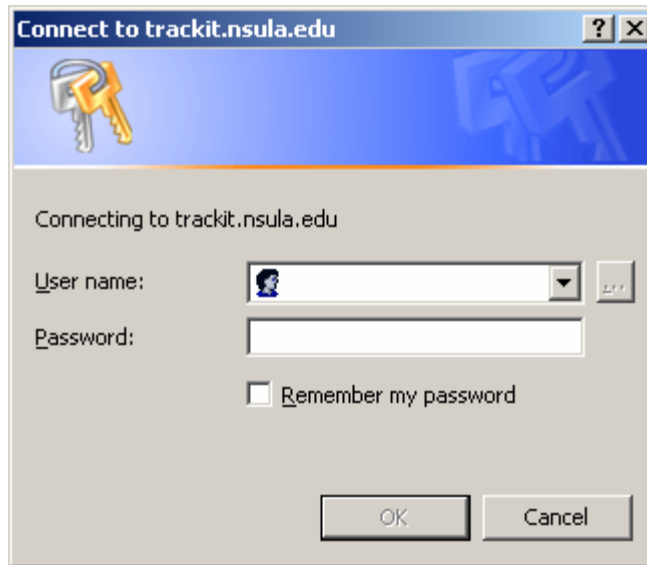 Connect to trackit.nsula.edu
Connecting to trackit.nsula.edu
User name:
...
Password:
Remember my password
OK Cancel